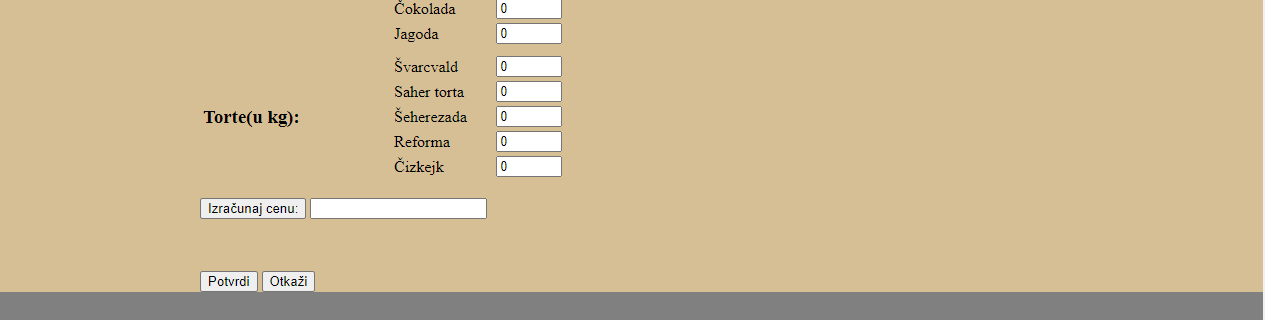 Čokolada 0
Jagoda 0
Švarcvald 0
Saher torta 0
Torte(u kg): Šeherezada 0
Reforma 0
Čizkejk 0
Izračunaj cenu:
Potvrdi Otkaži